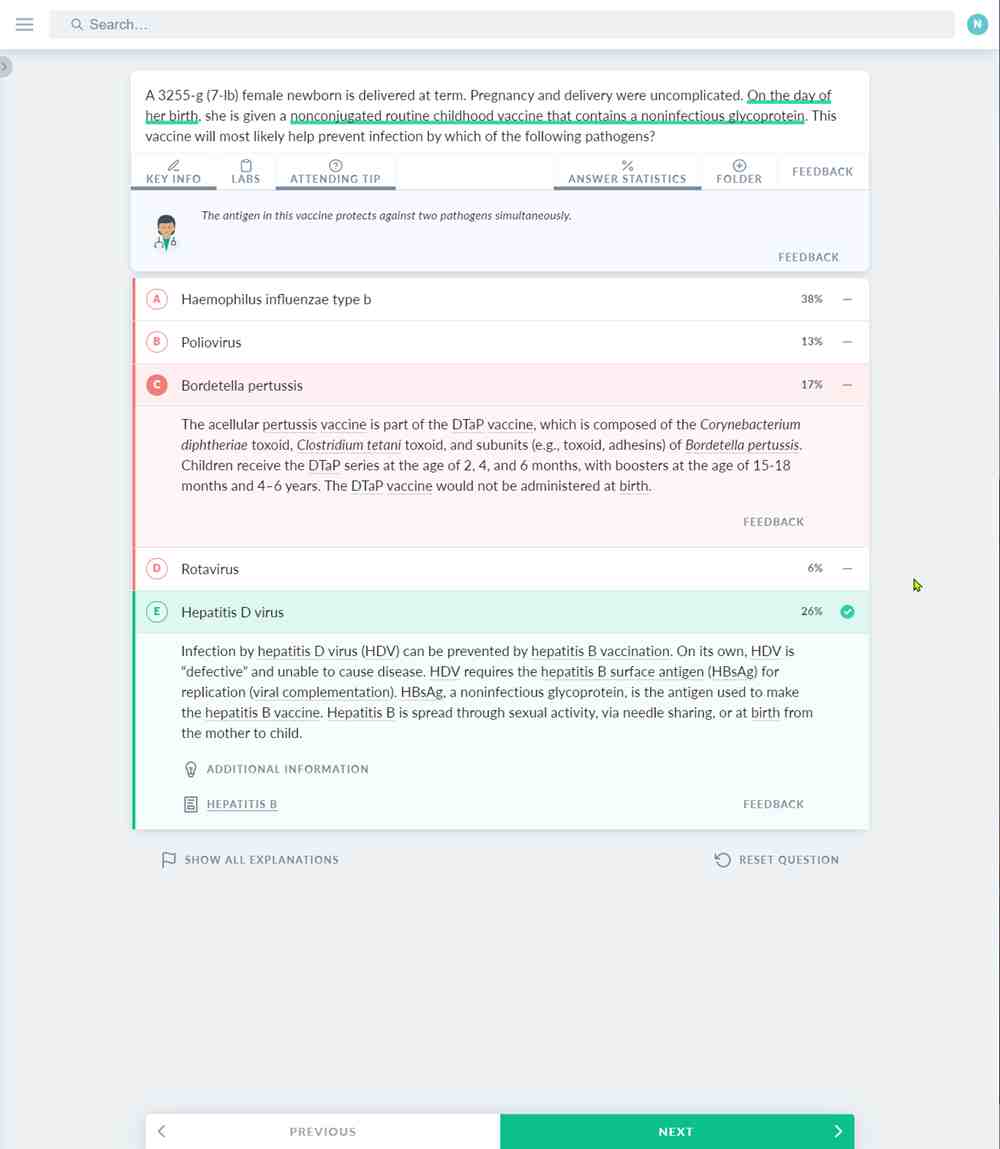 Search…
N
A 3255-g (7-lb) female newborn is delivered at term. Pregnancy and delivery were uncomplicated. On the day of
her birth, she is given a nonconjugated routine childhood vaccine that contains a noninfectious glycoprotein. This
vaccine will most likely help prevent infection by which of the following pathogens?
KEY INFO
LABS
ATTENDING TIP
ANSWER STATISTICS
FOLDER
FEEDBACK
The antigen in this vaccine protects against two pathogens simultaneously.
FEEDBACK
A Haemophilus influenzae type b 38%
B Poliovirus 13%
C Bordetella pertussis 17%
The acellular pertussis vaccine is part of the DTaP vaccine, which is composed of the Corynebacterium
diphtheriae toxoid, Clostridium tetani toxoid, and subunits (e.g., toxoid, adhesins) of Bordetella pertussis.
Children receive the DTaP series at the age of 2, 4, and 6 months, with boosters at the age of 15-18
months and 4–6 years. The DTaP vaccine would not be administered at birth.
FEEDBACK
D Rotavirus 6%
E Hepatitis D virus 26%
Infection by hepatitis D virus (HDV) can be prevented by hepatitis B vaccination. On its own, HDV is
“defective” and unable to cause disease. HDV requires the hepatitis B surface antigen (HBsAg) for
replication (viral complementation). HBsAg, a noninfectious glycoprotein, is the antigen used to make
the hepatitis B vaccine. Hepatitis B is spread through sexual activity, via needle sharing, or at birth from
the mother to child.
ADDITIONAL INFORMATION
HEPATITIS B
FEEDBACK
SHOW ALL EXPLANATIONS
RESET QUESTION
PREVIOUS
NEXT